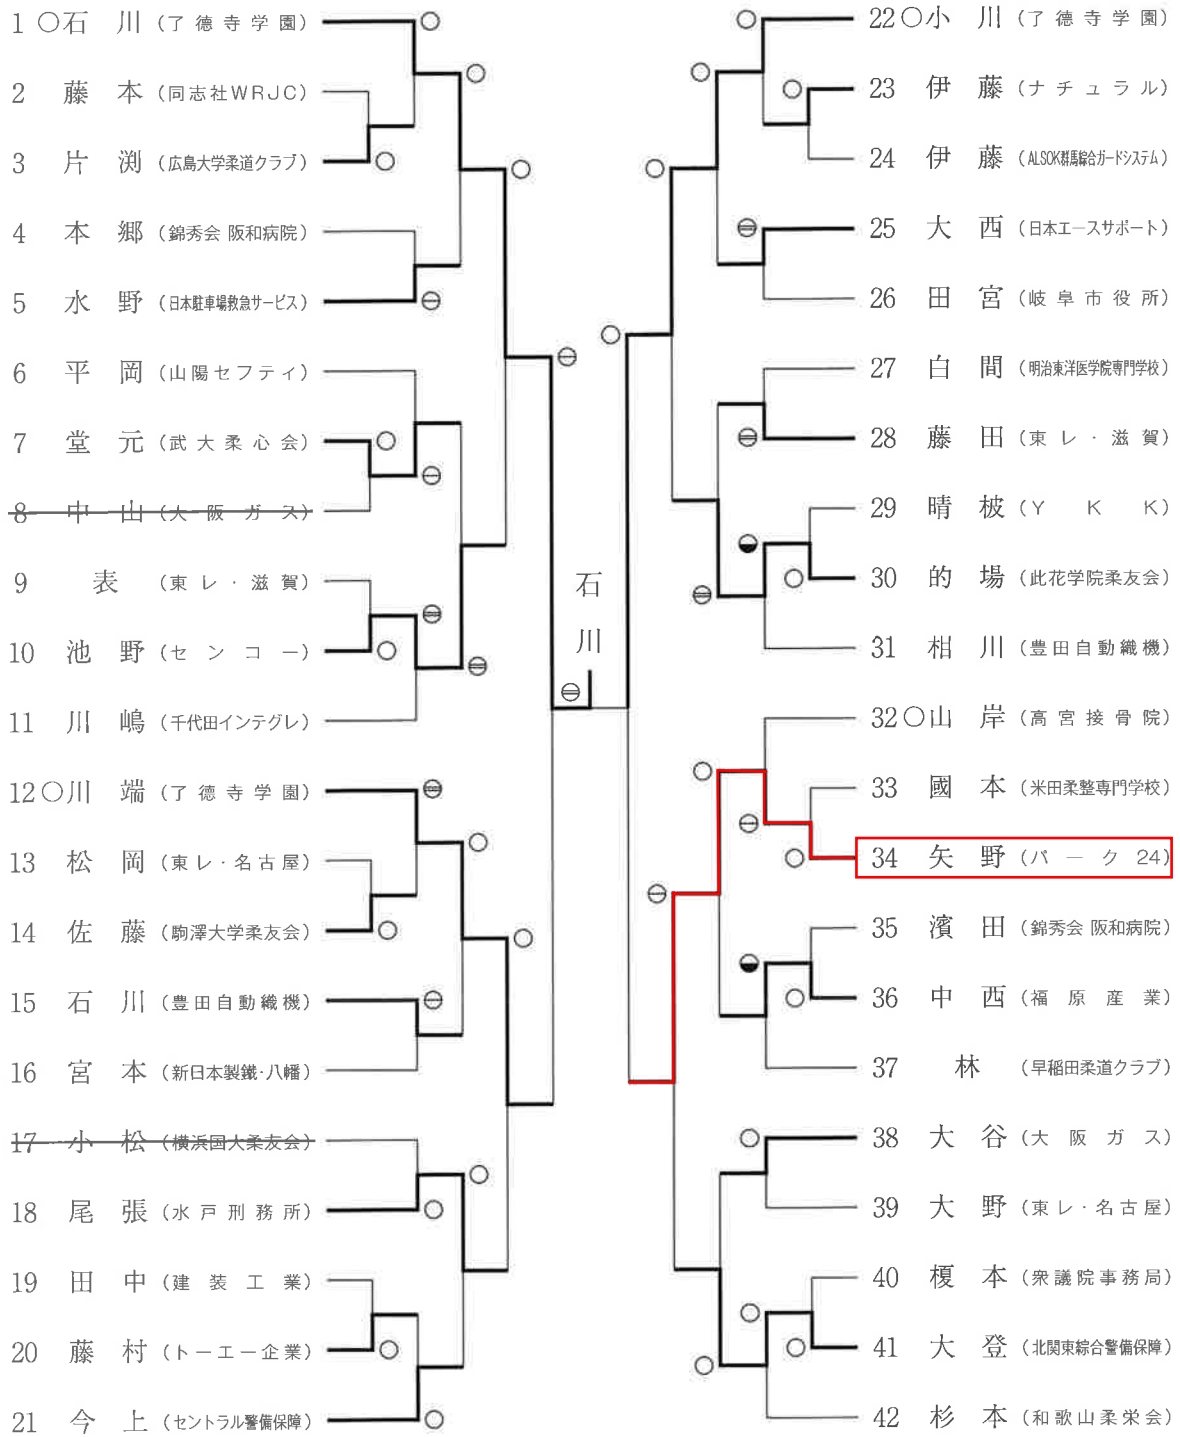 1 ○石川 (了徳寺学園)
2 藤本 (同志社WRJC)
3 片渕 (広島大学柔道クラブ)
4 本郷 (錦秀会 阪和病院)
5 水野 (日本駐車場救急サービス)
6 平岡 (山陽セフティ)
7 堂元 (武大柔心会)
8 中山 (大阪ガス)
9 表 (東レ・滋賀)
10 池野 (センコー)
11 川嶋 (千代田インテグレ)
12○川端 (了徳寺学園)
13 松岡 (東レ・名古屋)
14 佐藤 (駒澤大学柔友会)
15 石川 (豊田自動織機)
16 宮本 (新日本製鐵・八幡)
17 小松 (横浜国大柔友会)
18 尾張 (水戸刑務所)
19 田中 (建装工業)
20 藤村 (トーエー企業)
21 今上 (セントラル警備保障)
石川
22○小川 (了徳寺学園)
23 伊藤 (ナチュラル)
24 伊藤 (ALSOK群馬綜合ガードシステム)
25 大西 (日本エースサポート)
26 田宮 (岐阜市役所)
27 白間 (明治東洋医学院専門学校)
28 藤田 (東レ・滋賀)
29 晴柀 (YKK)
30 的場 (此花学院柔友会)
31 相川 (豊田自動織機)
32○山岸 (高宮接骨院)
33 國本 (米田柔整専門学校)
34 矢野 (パーク24)
35 濱田 (錦秀会 阪和病院)
36 中西 (福原産業)
37 林 (早稲田柔道クラブ)
38 大谷 (大阪ガス)
39 大野 (東レ・名古屋)
40 榎本 (衆議院事務局)
41 大登 (北関東綜合警備保障)
42 杉本 (和歌山柔栄会)